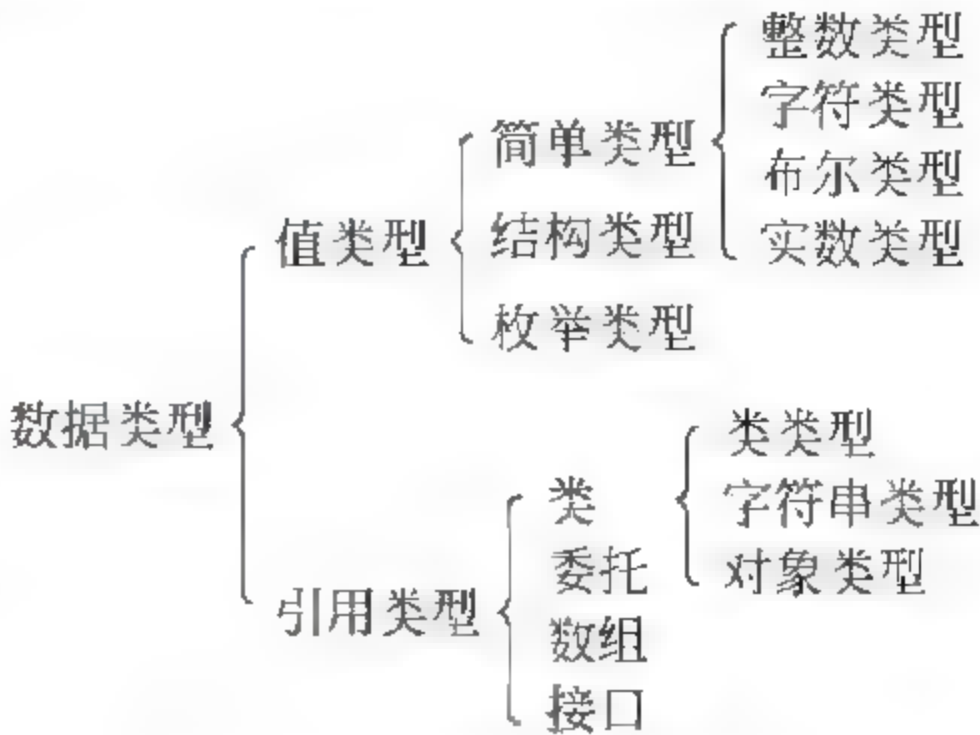 整数类型
字符类型
简单类型
布尔类型
值类型
结构类型
实数类型
枚举类型
数据类型
类类型
类
字符串类型
委托
对象类型
引用类型
数组
接口